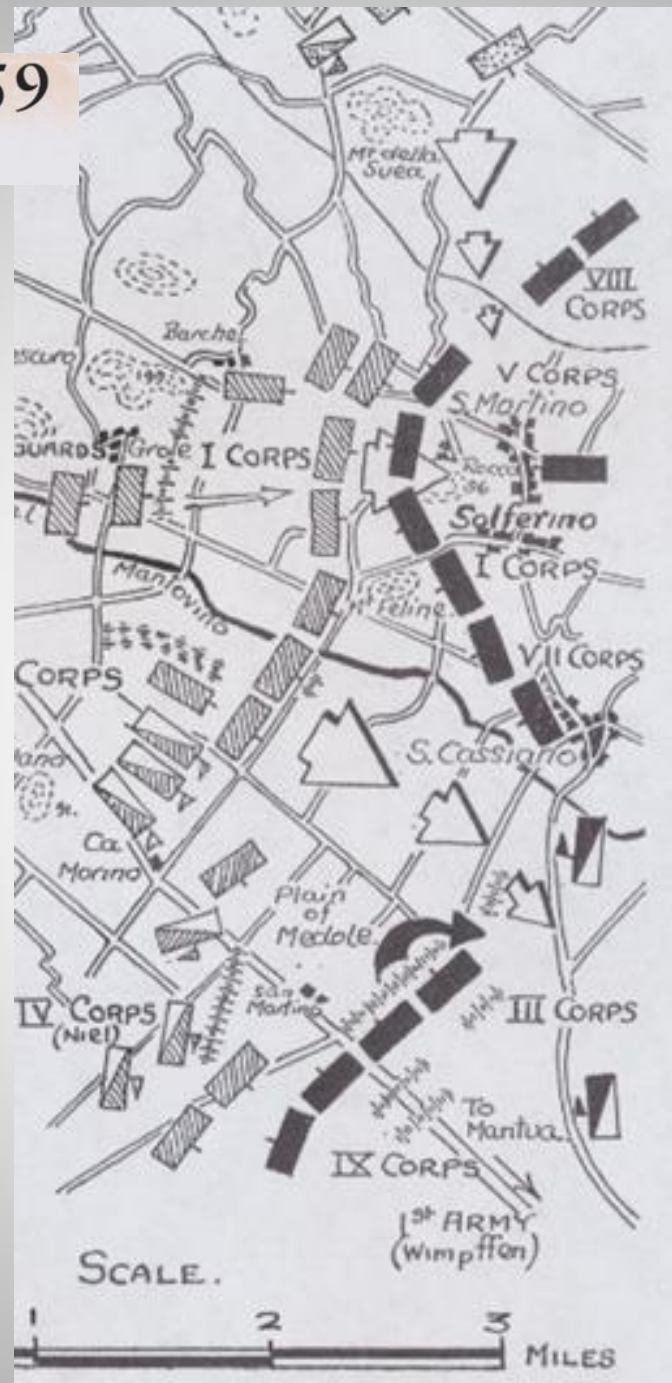 59
Mt della
Svea
VIII
CORPS
Barche
escuro
V CORPS
S. Martino
GUARDS
Grole
I CORPS
Rocca
Solferino
I CORPS
Mantovino
Mt Feline
VII CORPS
CORPS
S. Cassiano
Ca.
Morino
Plain
of
Medole
San
Martino
IV CORPS
(NIEL)
III CORPS
To
Mantua
IX CORPS
1st ARMY
(Wimpffen)
SCALE.
1 2 3
MILES